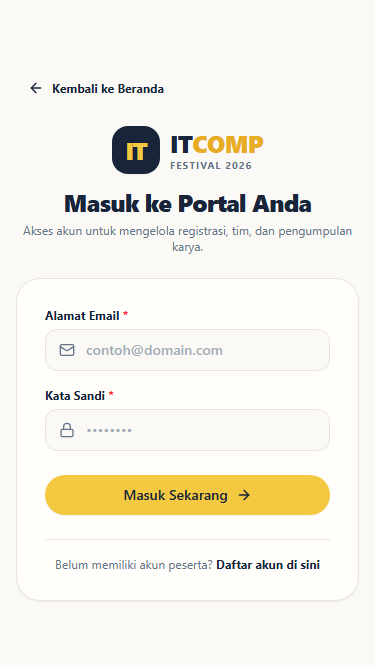 Kembali ke Beranda
IT
ITCOMP
FESTIVAL 2026
Masuk ke Portal Anda
Akses akun untuk mengelola registrasi, tim, dan pengumpulan
karya.
Alamat Email *
contoh@domain.com
Kata Sandi *
••••••••
Masuk Sekarang →
Belum memiliki akun peserta? Daftar akun di sini